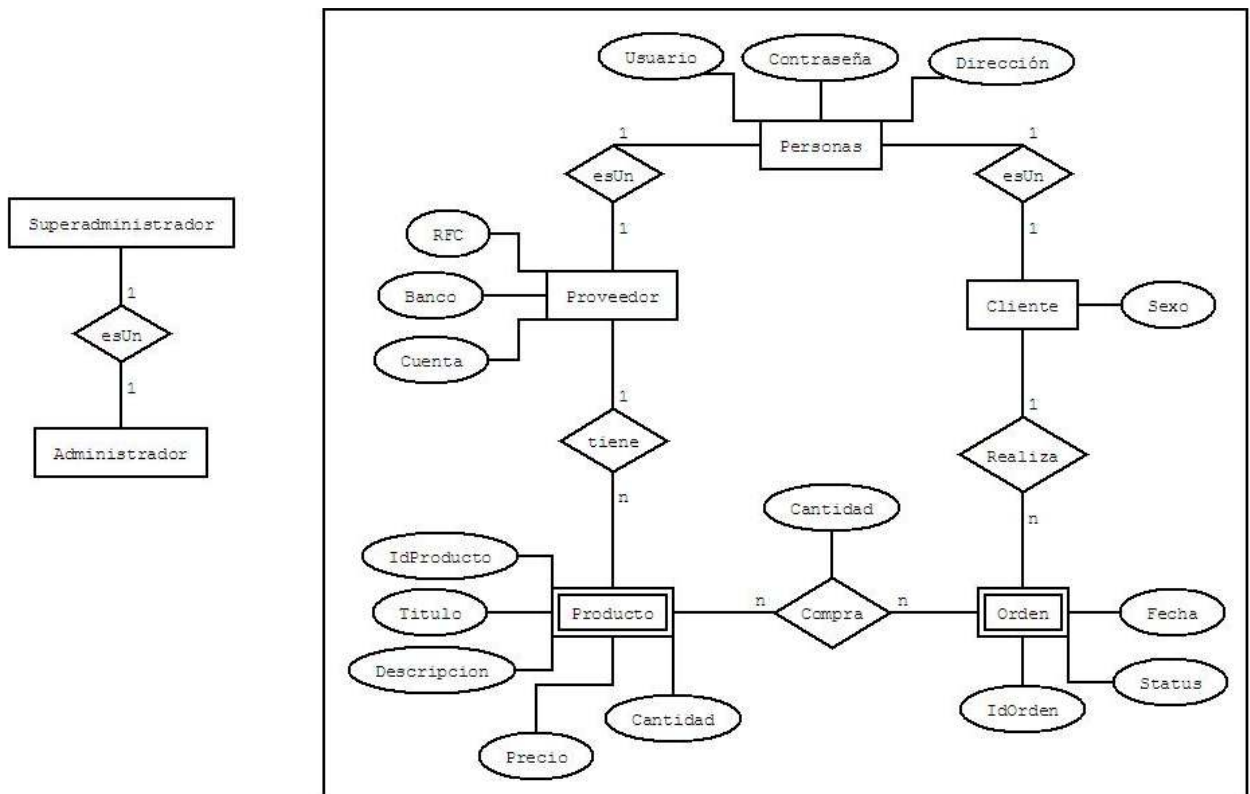 Usuario
Contraseña
Dirección
1
Personas
1
esUn
esUn
Superadministrador
1
1
RFC
Banco
Proveedor
Cliente
Sexo
1
esUn
Cuenta
1
1
1
Administrador
tiene
Realiza
n
Cantidad
n
IdProducto
Titulo
Producto
n
Compra
n
Orden
Fecha
Descripcion
Status
Cantidad
IdOrden
Precio